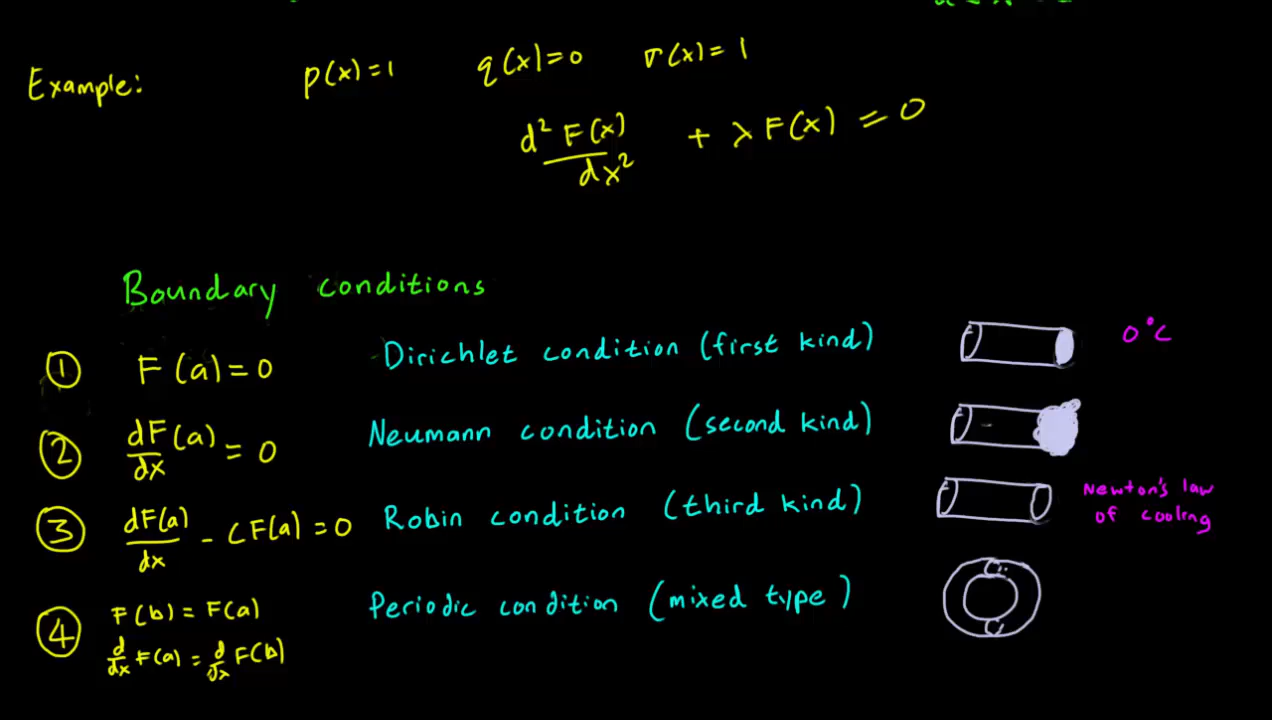 Example: p(x)=1 q(x)=0 σ(x)=1
d² F(x)/dx² + λ F(x) = 0
Boundary conditions
① F(a)=0 Dirichlet condition (first kind) 0°C
② dF/dx (a) = 0 Neumann condition (second kind)
③ dF(a)/dx - CF(a) = 0 Robin condition (third kind) Newton's law
of cooling
④ F(b) = F(a) Periodic condition (mixed type)
d/dx F(a) = d/dx F(b)